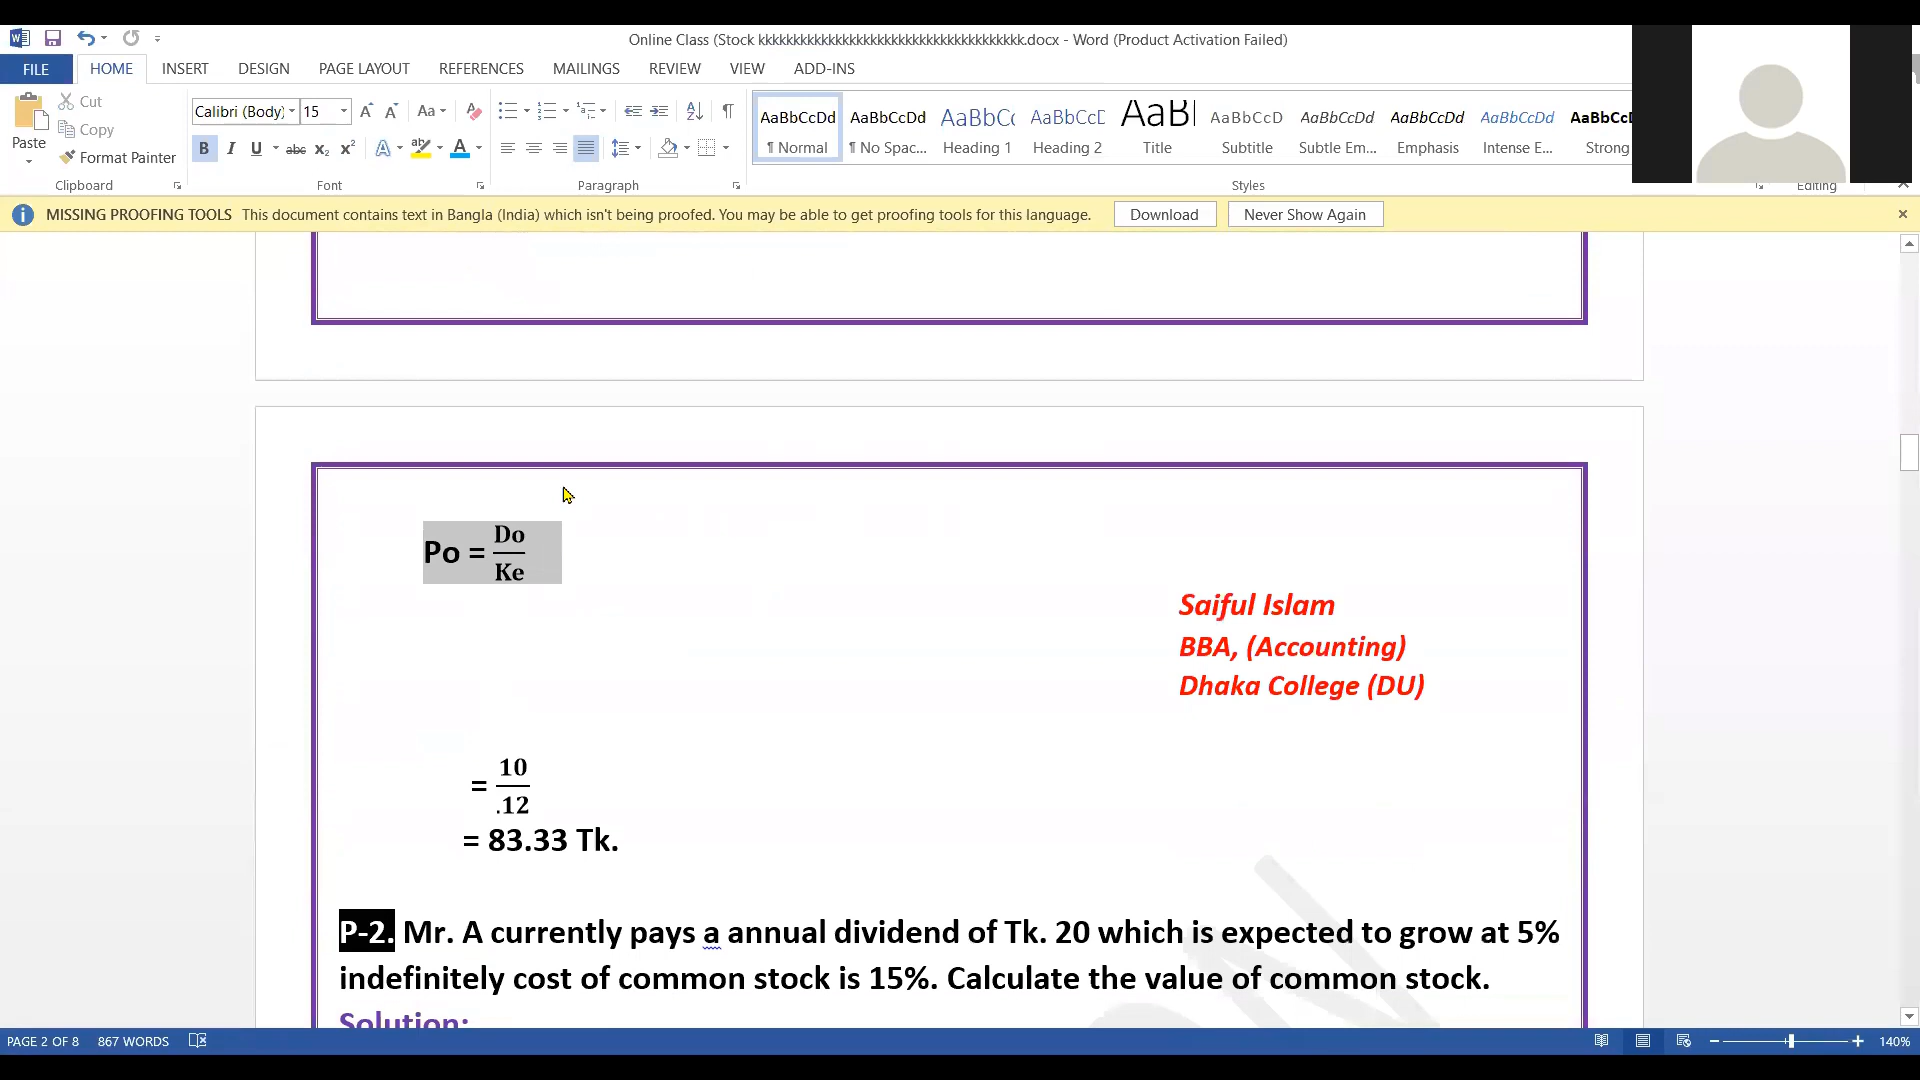 Online Class (Stock kkkkkkkkkkkkkkkkkkkkkkkkkkkkkkkkkkkkkk.docx - Word (Product Activation Failed)
FILE HOME INSERT DESIGN PAGE LAYOUT REFERENCES MAILINGS REVIEW VIEW ADD-INS
Cut
Copy
Format Painter
Paste
Calibri (Body) 15
AaBbCcDd AaBbCcDd AaBbCc AaBbCcD AaBl AaBbCcD AaBbCcDd AaBbCcDd AaBbCcDd AaBbCcD
¶ Normal ¶ No Spac... Heading 1 Heading 2 Title Subtitle Subtle Em... Emphasis Intense E... Strong
Clipboard Font Paragraph Styles Editing
MISSING PROOFING TOOLS This document contains text in Bangla (India) which isn't being proofed. You may be able to get proofing tools for this language. Download Never Show Again
Po = Do/Ke
Saiful Islam
BBA, (Accounting)
Dhaka College (DU)
= 10/.12
= 83.33 Tk.
P-2. Mr. A currently pays a annual dividend of Tk. 20 which is expected to grow at 5%
indefinitely cost of common stock is 15%. Calculate the value of common stock.
Solution:
PAGE 2 OF 8 867 WORDS 140%